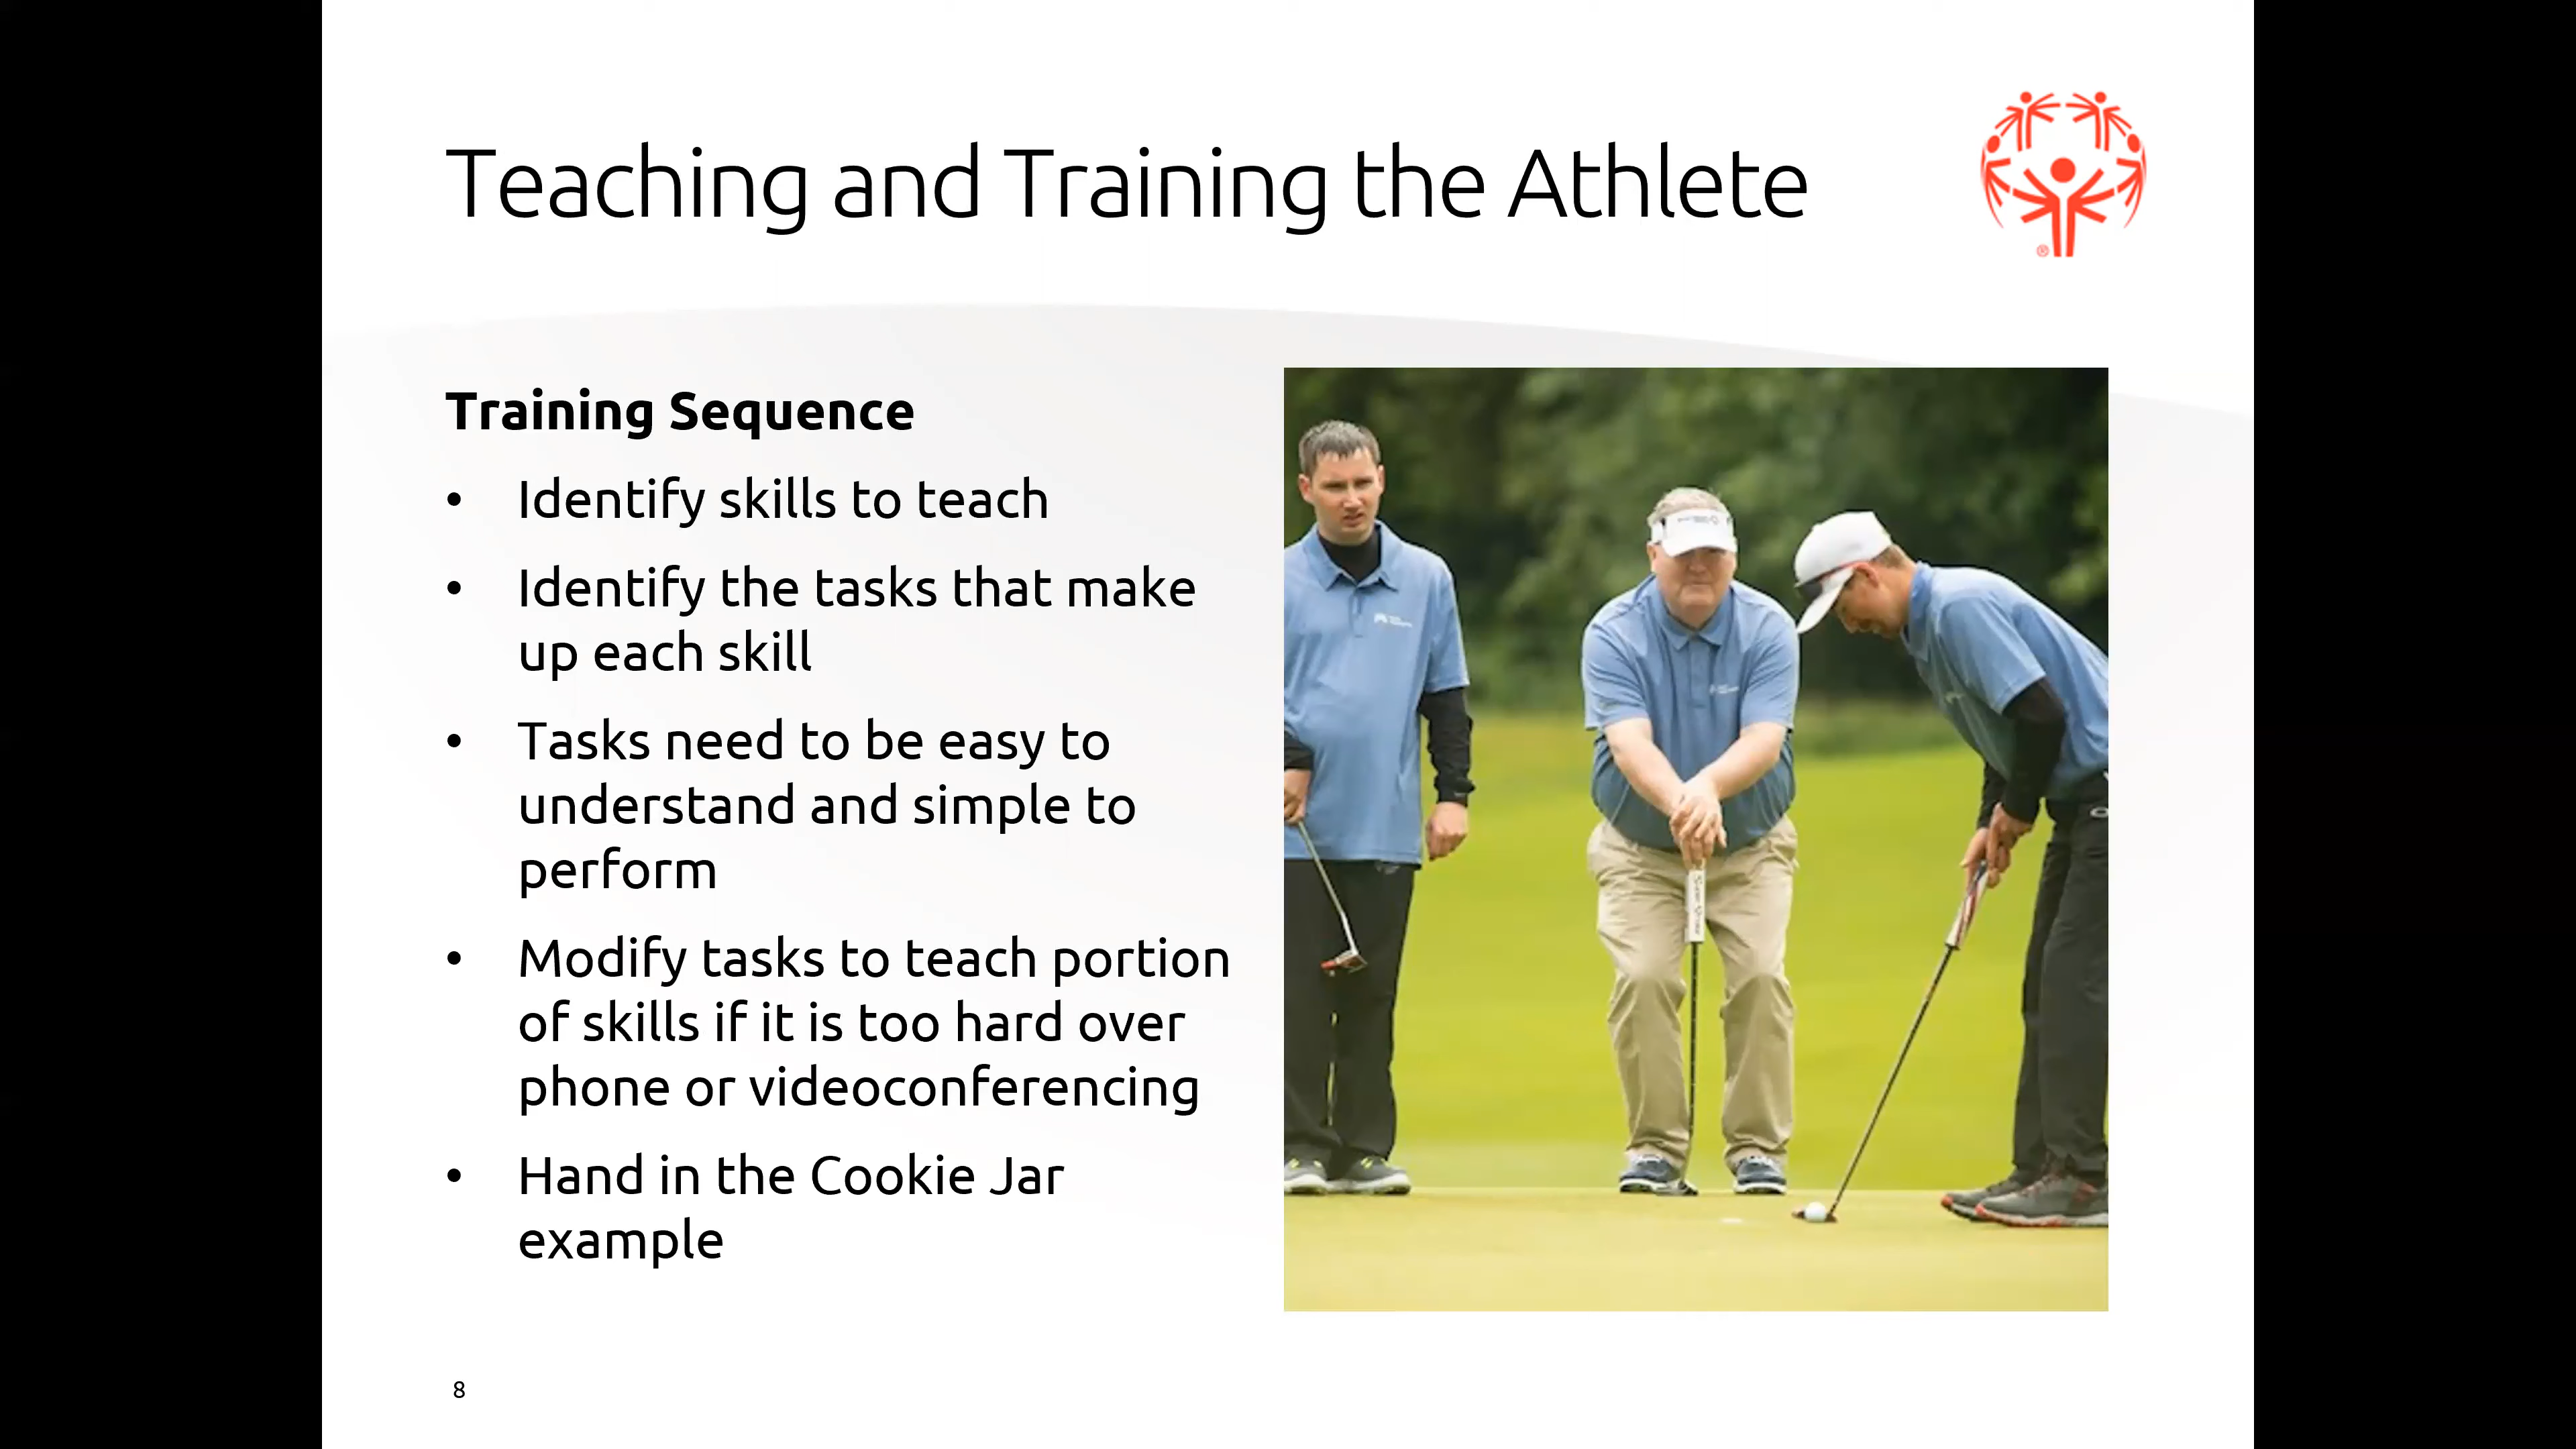 Teaching and Training the Athlete
®
Training Sequence
• Identify skills to teach
• Identify the tasks that make
up each skill
• Tasks need to be easy to
understand and simple to
perform
• Modify tasks to teach portion
of skills if it is too hard over
phone or videoconferencing
• Hand in the Cookie Jar
example
8